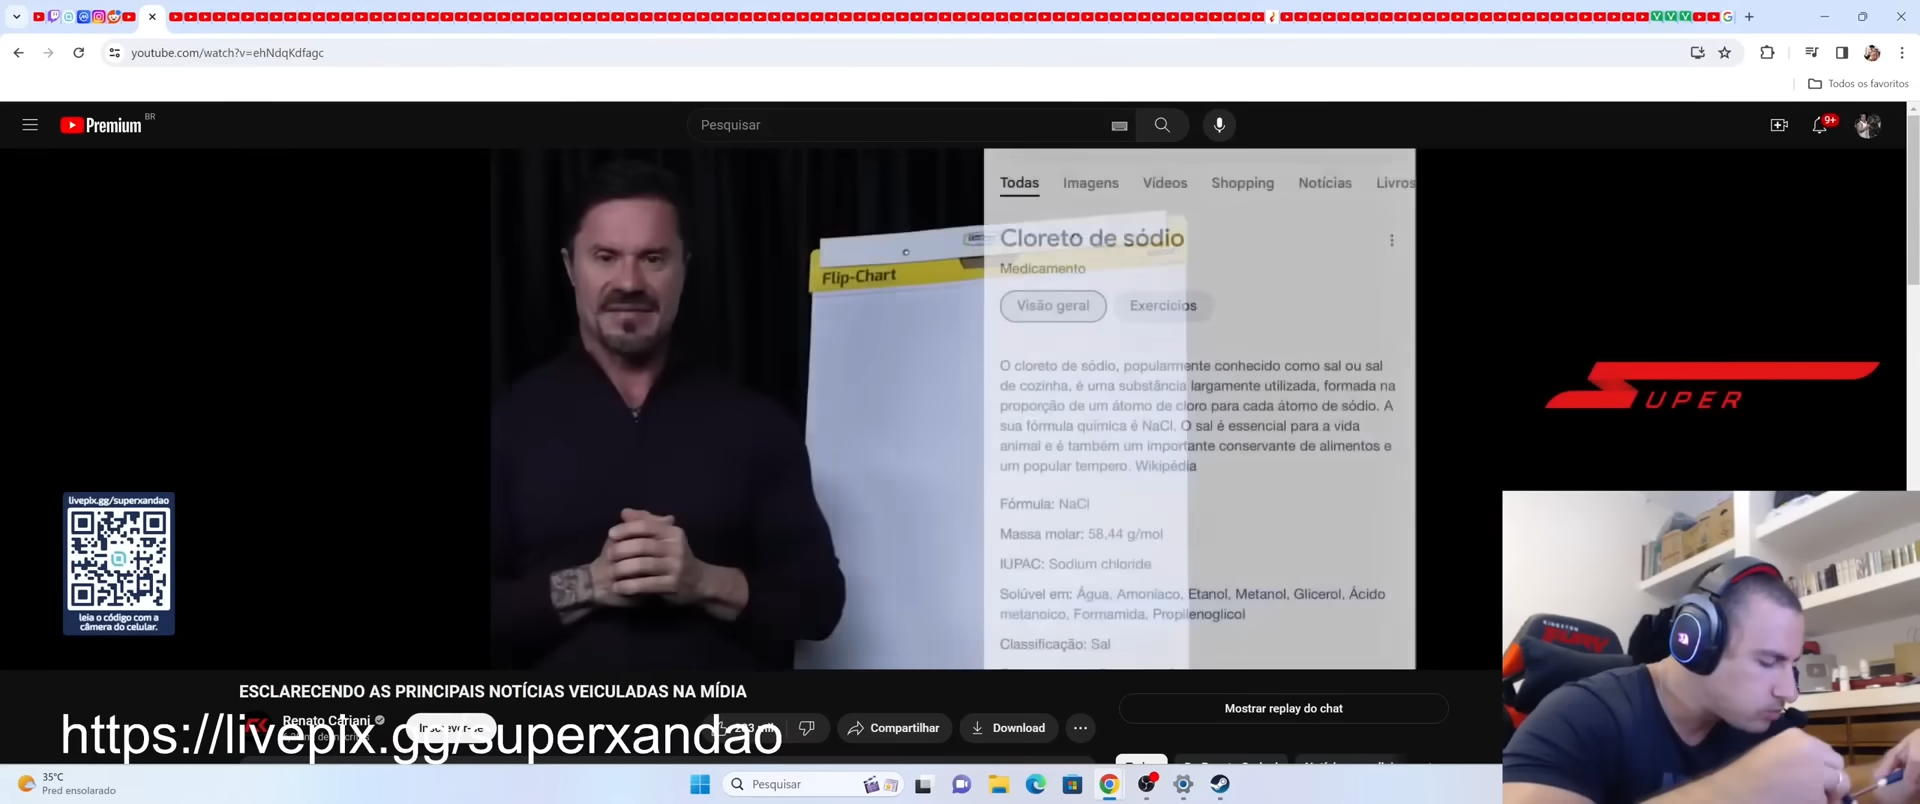 youtube.com/watch?v=ehNdqKdfagc
Todos os favoritos
Premium BR
Pesquisar
9+
Todas Imagens Vídeos Shopping Notícias Livros
Flip-Chart
Cloreto de sódio
Medicamento
Visão geral Exercícios
O cloreto de sódio, popularmente conhecido como sal ou sal
de cozinha, é uma substância largamente utilizada, formada na
proporção de um átomo de cloro para cada átomo de sódio. A
sua fórmula química é NaCl. O sal é essencial para a vida
animal e é também um importante conservante de alimentos e
um popular tempero. Wikipédia
Fórmula: NaCl
Massa molar: 58,44 g/mol
IUPAC: Sodium chloride
Solúvel em: Água, Amoníaco, Etanol, Metanol, Glicerol, Ácido
metanoico, Formamida, Propilenoglicol
Classificação: Sal
SUPER
livepix.gg/superxandao
leia o código com a
câmera do celular.
KINGSTON
FURY
ESCLARECENDO AS PRINCIPAIS NOTÍCIAS VEICULADAS NA MÍDIA
Renato Cariani
Inscrever-se
Compartilhar
Download
Mostrar replay do chat
https://livepix.gg/superxandao
35°C
Pred ensolarado
Pesquisar